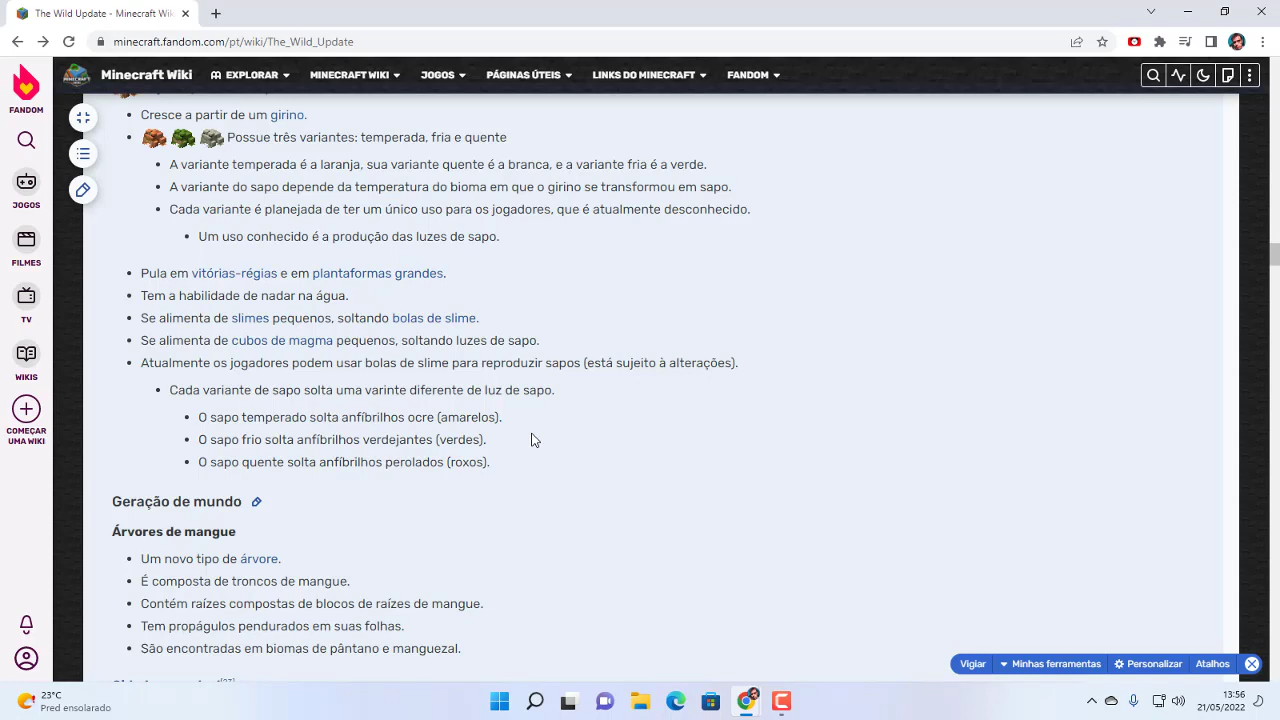 The Wild Update – Minecraft Wiki
minecraft.fandom.com/pt/wiki/The_Wild_Update
FANDOM
JOGOS
FILMES
TV
WIKIS
COMEÇAR
UMA WIKI
Minecraft Wiki
EXPLORAR
MINECRAFT WIKI
JOGOS
PÁGINAS ÚTEIS
LINKS DO MINECRAFT
FANDOM
Cresce a partir de um girino.
Possue três variantes: temperada, fria e quente
A variante temperada é a laranja, sua variante quente é a branca, e a variante fria é a verde.
A variante do sapo depende da temperatura do bioma em que o girino se transformou em sapo.
Cada variante é planejada de ter um único uso para os jogadores, que é atualmente desconhecido.
Um uso conhecido é a produção das luzes de sapo.
Pula em vitórias-régias e em plantaformas grandes.
Tem a habilidade de nadar na água.
Se alimenta de slimes pequenos, soltando bolas de slime.
Se alimenta de cubos de magma pequenos, soltando luzes de sapo.
Atualmente os jogadores podem usar bolas de slime para reproduzir sapos (está sujeito à alterações).
Cada variante de sapo solta uma varinte diferente de luz de sapo.
O sapo temperado solta anfíbrilhos ocre (amarelos).
O sapo frio solta anfíbrilhos verdejantes (verdes).
O sapo quente solta anfíbrilhos perolados (roxos).
Geração de mundo
Árvores de mangue
Um novo tipo de árvore.
É composta de troncos de mangue.
Contém raízes compostas de blocos de raízes de mangue.
Tem propágulos pendurados em suas folhas.
São encontradas em biomas de pântano e manguezal.
Vigiar
Minhas ferramentas
Personalizar
Atalhos
23°C
Pred ensolarado
13:56
21/05/2022